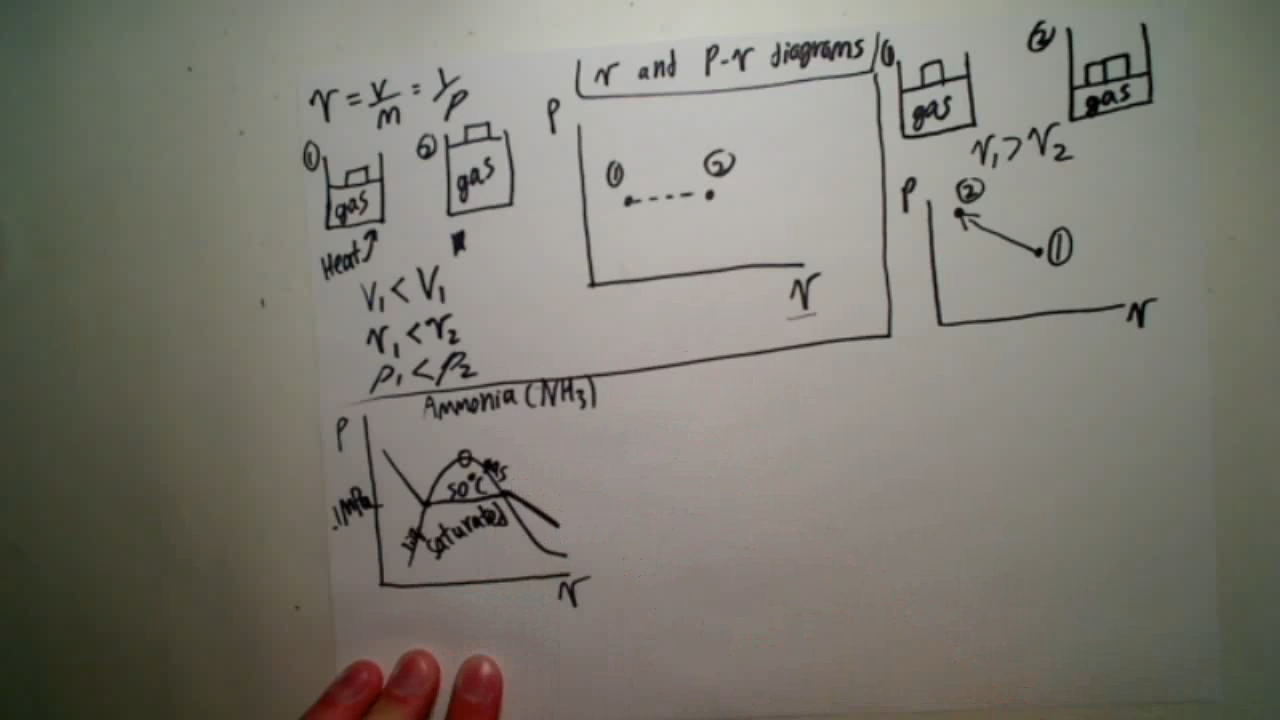 v and P-v diagrams
v = V/m = 1/ρ
① ②
gas gas
Heat
V₁ < V₁
v₁ < v₂
ρ₁ < ρ₂
P
① ②
v
① ②
gas gas
v₁ > v₂
P
② ①
v
Ammonia (NH3)
P
50°C
.1MPa
saturated
v